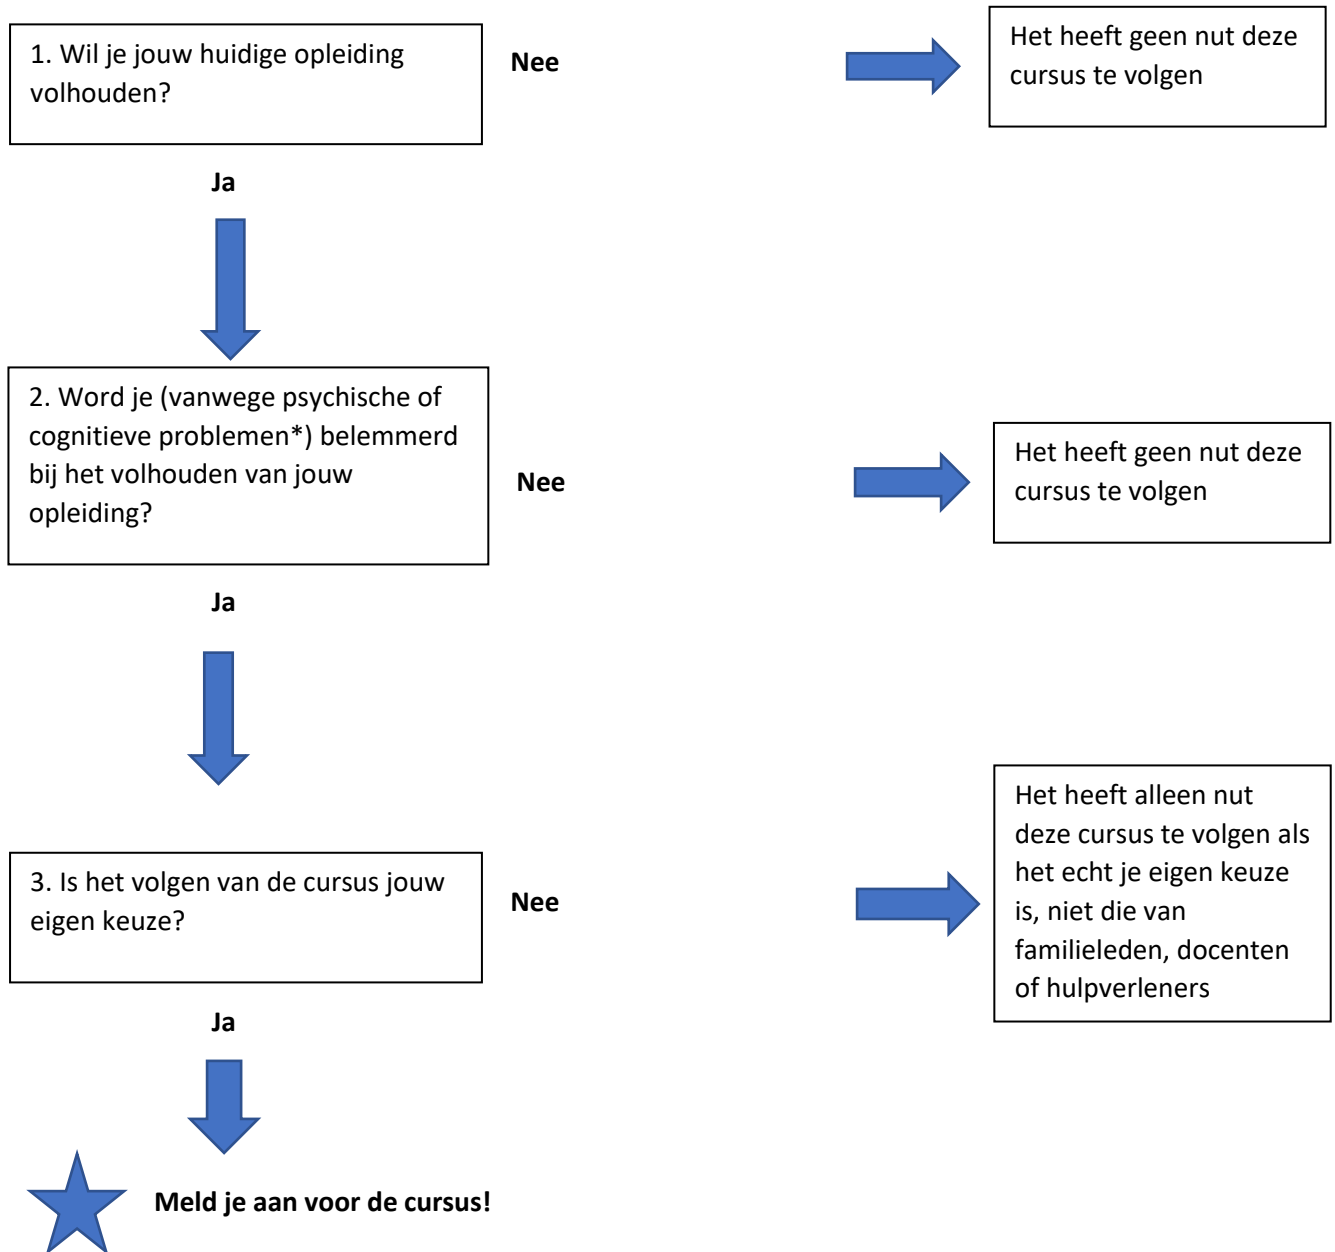 1. Wil je jouw huidige opleiding
volhouden?
Nee
Het heeft geen nut deze
cursus te volgen
Ja
2. Word je (vanwege psychische of
cognitieve problemen*) belemmerd
bij het volhouden van jouw
opleiding?
Nee
Het heeft geen nut deze
cursus te volgen
Ja
3. Is het volgen van de cursus jouw
eigen keuze?
Nee
Het heeft alleen nut
deze cursus te volgen als
het echt je eigen keuze
is, niet die van
familieleden, docenten
of hulpverleners
Ja
Meld je aan voor de cursus!